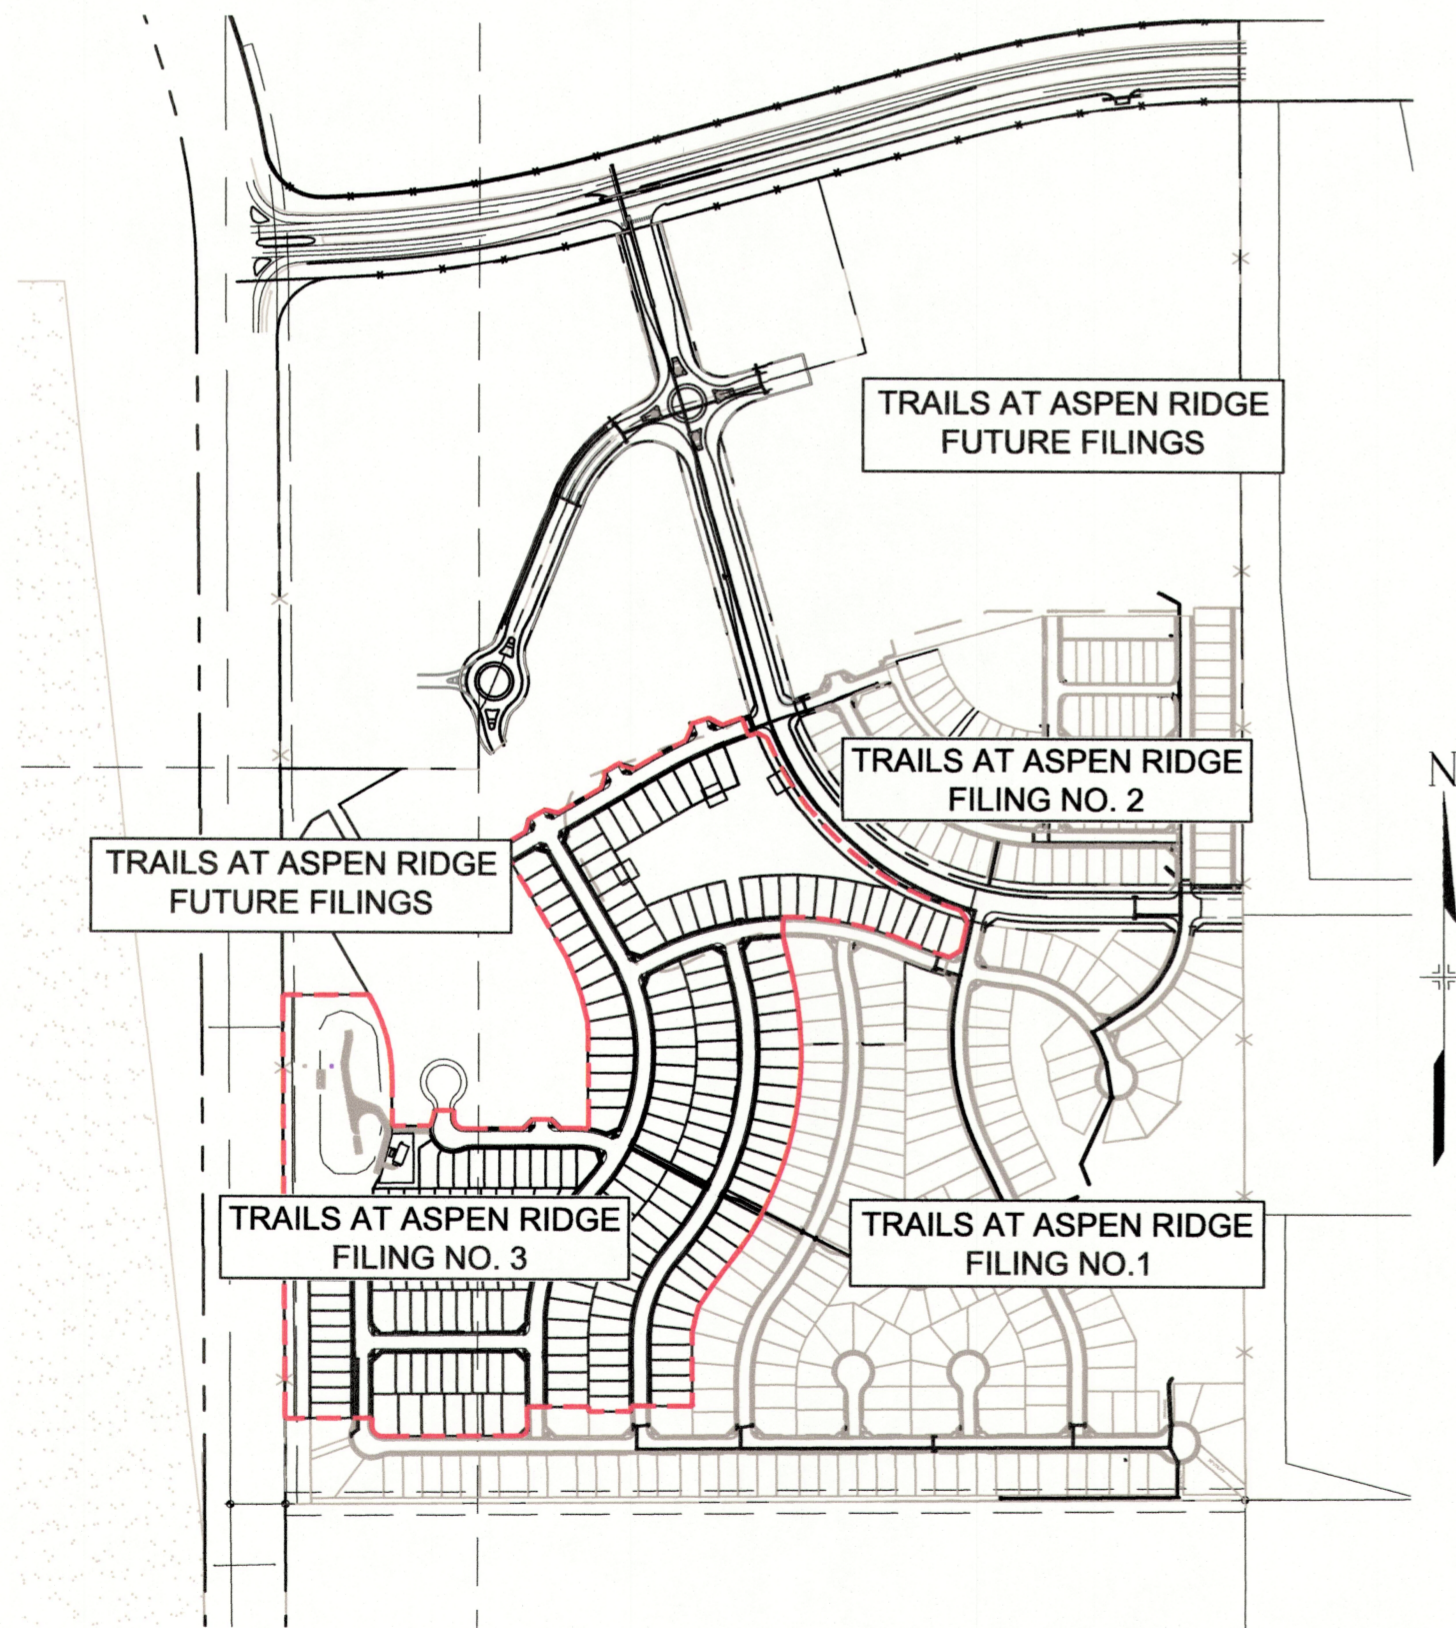 TRAILS AT ASPEN RIDGE
FUTURE FILINGS
TRAILS AT ASPEN RIDGE
FILING NO. 2
N
TRAILS AT ASPEN RIDGE
FUTURE FILINGS
TRAILS AT ASPEN RIDGE
FILING NO. 3
TRAILS AT ASPEN RIDGE
FILING NO.1